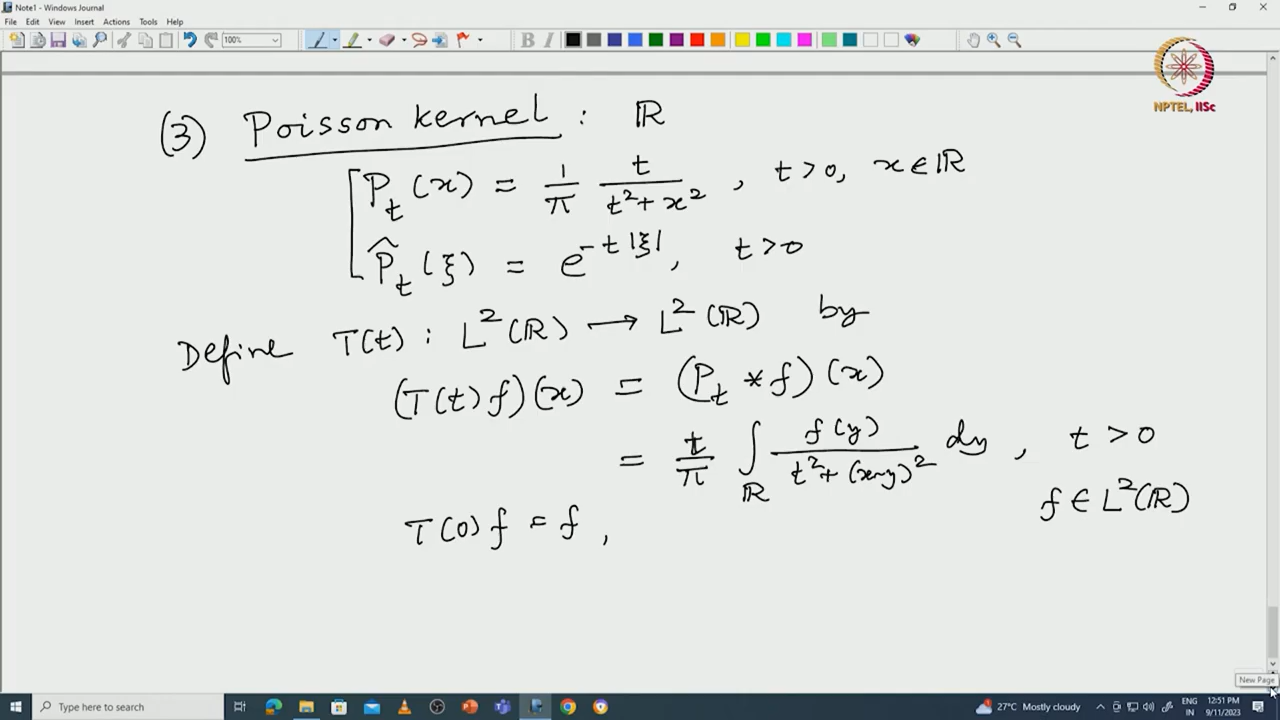 Note1 - Windows Journal
File Edit View Insert Actions Tools Help
100%
B I
NPTEL, IISc
(3) Poisson kernel : ℝ
P_t(x) = 1/π t/(t²+x²) , t>0, x∈ℝ
P̂_t(ξ) = e^{-t|ξ|} , t>0
Define T(t) : L²(ℝ) ⟶ L²(ℝ) by
(T(t)f)(x) = (P_t * f)(x)
= t/π ∫_ℝ f(y)/(t²+(x-y)²) dy , t > 0
f ∈ L²(ℝ)
T(0)f = f ,
New Page
Type here to search
27°C Mostly cloudy
ENG
IN
12:51 PM
9/11/2023